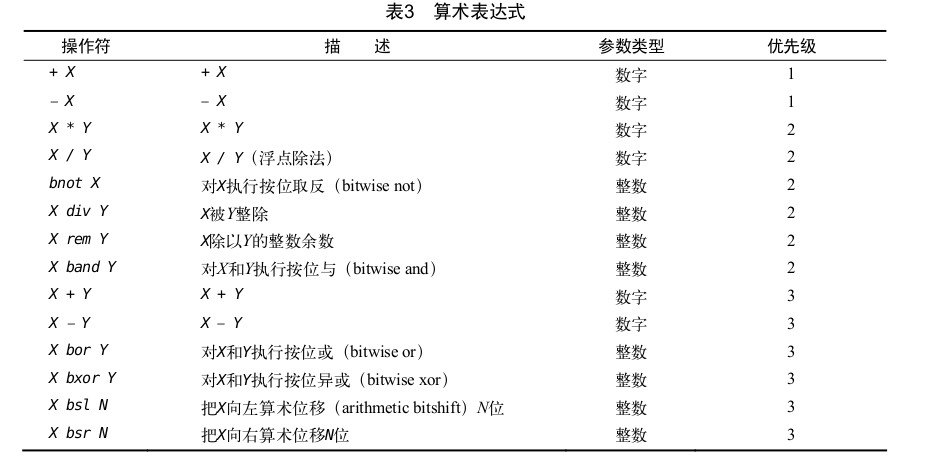 表3 算术表达式
操作符 描 述 参数类型 优先级
+ X + X 数字 1
– X – X 数字 1
X * Y X * Y 数字 2
X / Y X / Y（浮点除法） 数字 2
bnot X 对X执行按位取反（bitwise not） 整数 2
X div Y X被Y整除 整数 2
X rem Y X除以Y的整数余数 整数 2
X band Y 对X和Y执行按位与（bitwise and） 整数 2
X + Y X + Y 数字 3
X – Y X – Y 数字 3
X bor Y 对X和Y执行按位或（bitwise or） 整数 3
X bxor Y 对X和Y执行按位异或（bitwise xor） 整数 3
X bsl N 把X向左算术位移（arithmetic bitshift）N位 整数 3
X bsr N 把X向右算术位移N位 整数 3